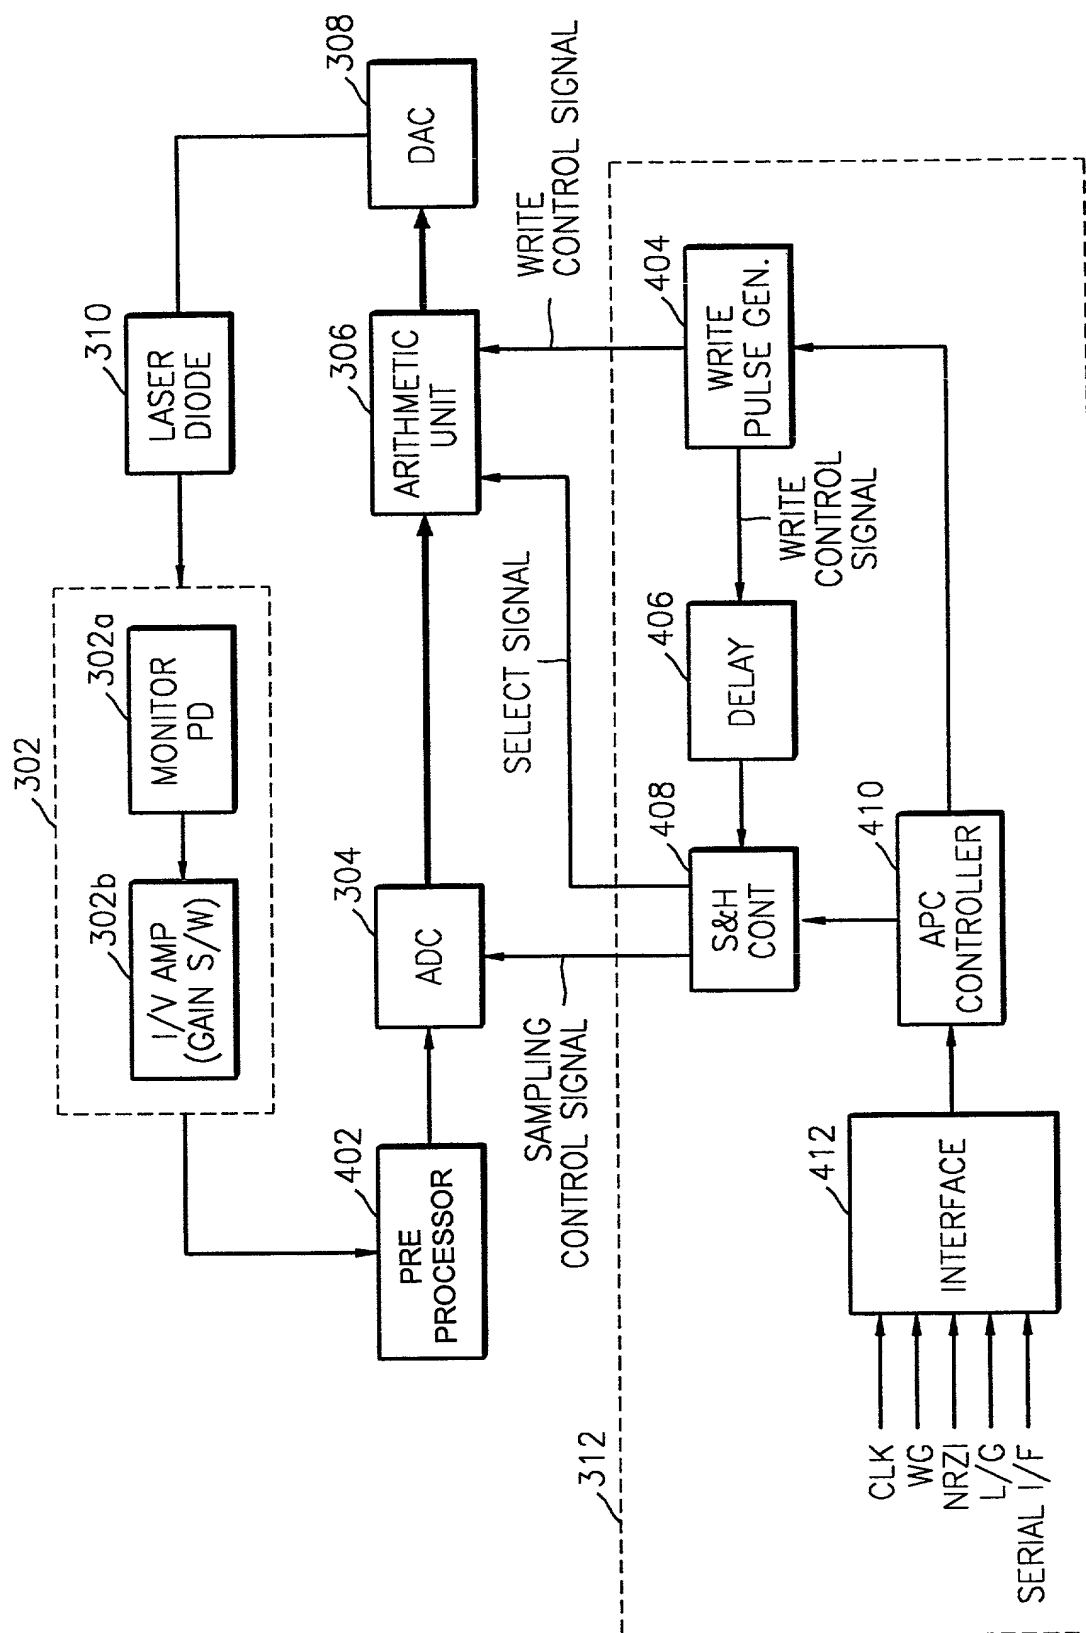 302
302b
I/V AMP
(GAIN S/W)
302a
MONITOR
PD
310
LASER
DIODE
402
PRE
PROCESSOR
304
ADC
306
ARITHMETIC
UNIT
308
DAC
SAMPLING
CONTROL SIGNAL
SELECT SIGNAL
WRITE
CONTROL SIGNAL
312
408
S&H
CONT
406
DELAY
WRITE
CONTROL
SIGNAL
404
WRITE
PULSE GEN.
412
INTERFACE
410
APC
CONTROLLER
CLK
WG
NRZI
L/G
SERIAL I/F